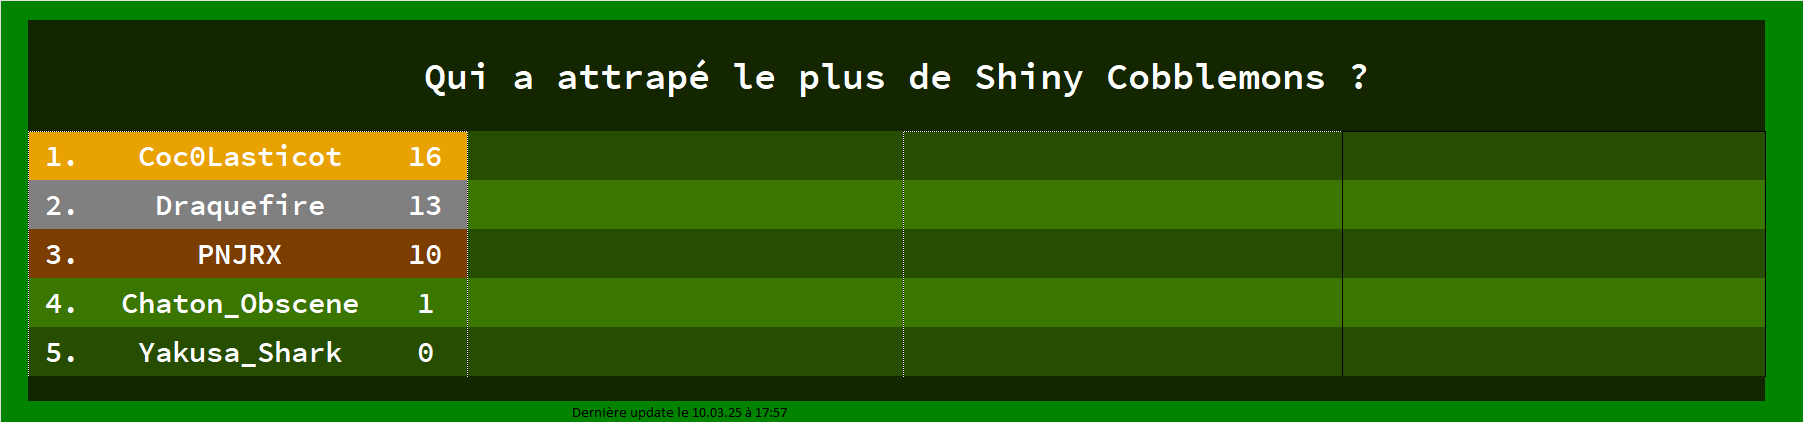 Qui a attrapé le plus de Shiny Cobblemons ?
1. Coc0Lasticot 16
2. Draquefire 13
3. PNJRX 10
4. Chaton_Obscene 1
5. Yakusa_Shark 0
Dernière update le 10.03.25 à 17:57